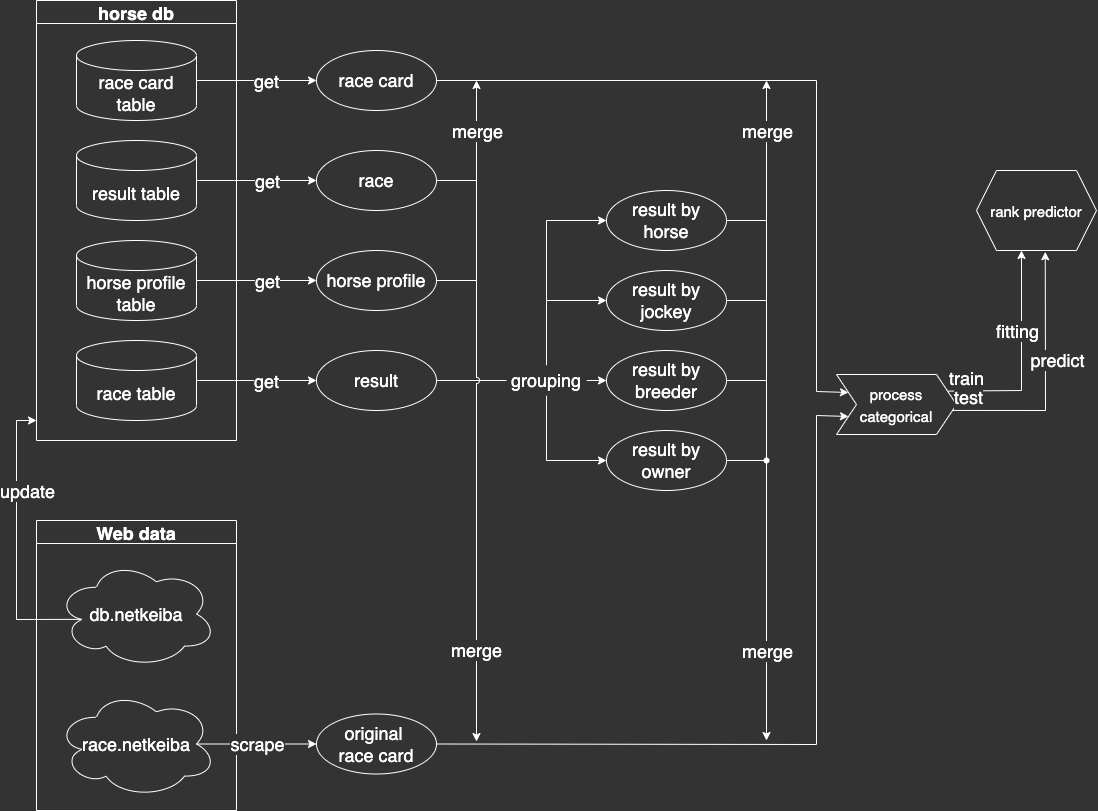 horse db
race card
table
get
race card
merge
merge
result table
get
race
horse profile
table
get
horse profile
race table
get
result
grouping
result by
horse
result by
jockey
result by
breeder
result by
owner
rank predictor
fitting
predict
train
test
process
categorical
update
Web data
db.netkeiba
race.netkeiba
scrape
original
race card
merge
merge